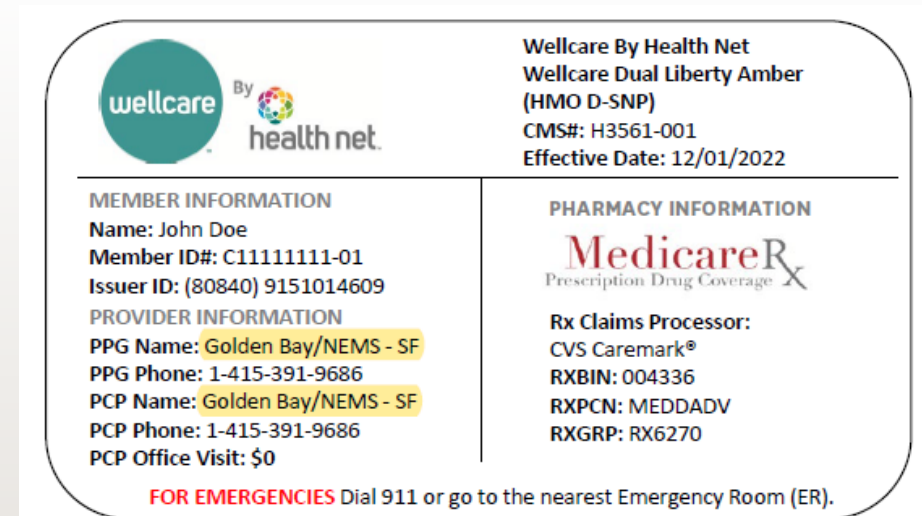 wellcare
By
health net.
Wellcare By Health Net
Wellcare Dual Liberty Amber
(HMO D-SNP)
CMS#: H3561-001
Effective Date: 12/01/2022
MEMBER INFORMATION
Name: John Doe
Member ID#: C11111111-01
Issuer ID: (80840) 9151014609
PROVIDER INFORMATION
PPG Name: Golden Bay/NEMS - SF
PPG Phone: 1-415-391-9686
PCP Name: Golden Bay/NEMS - SF
PCP Phone: 1-415-391-9686
PCP Office Visit: $0
PHARMACY INFORMATION
MedicareRx
Prescription Drug Coverage
Rx Claims Processor:
CVS Caremark®
RXBIN: 004336
RXPCN: MEDDADV
RXGRP: RX6270
FOR EMERGENCIES Dial 911 or go to the nearest Emergency Room (ER).